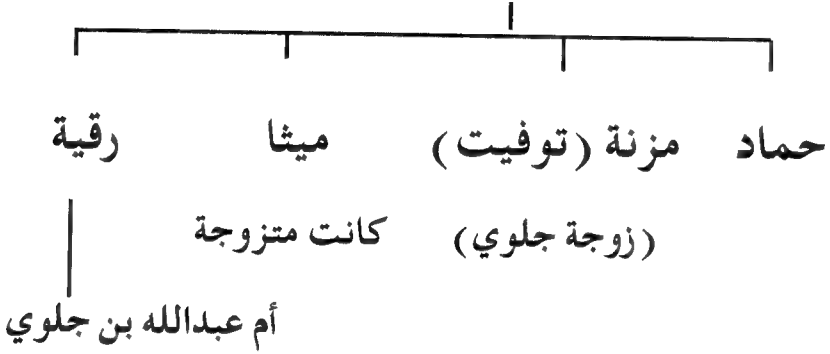 حماد مزنة (توفيت) ميثا رقية
(زوجة جلوي) كانت متزوجة
أم عبدالله بن جلوي